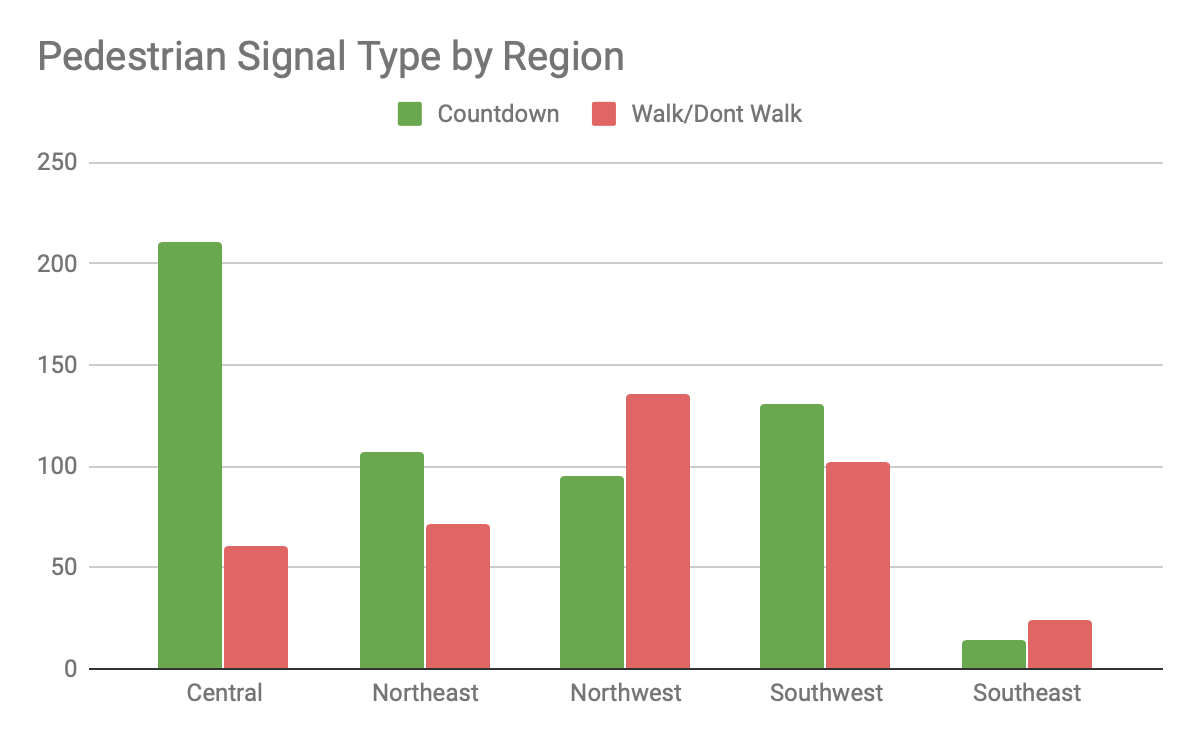 Pedestrian Signal Type by Region
Countdown Walk/Dont Walk
250
200
150
100
50
0
Central Northeast Northwest Southwest Southeast